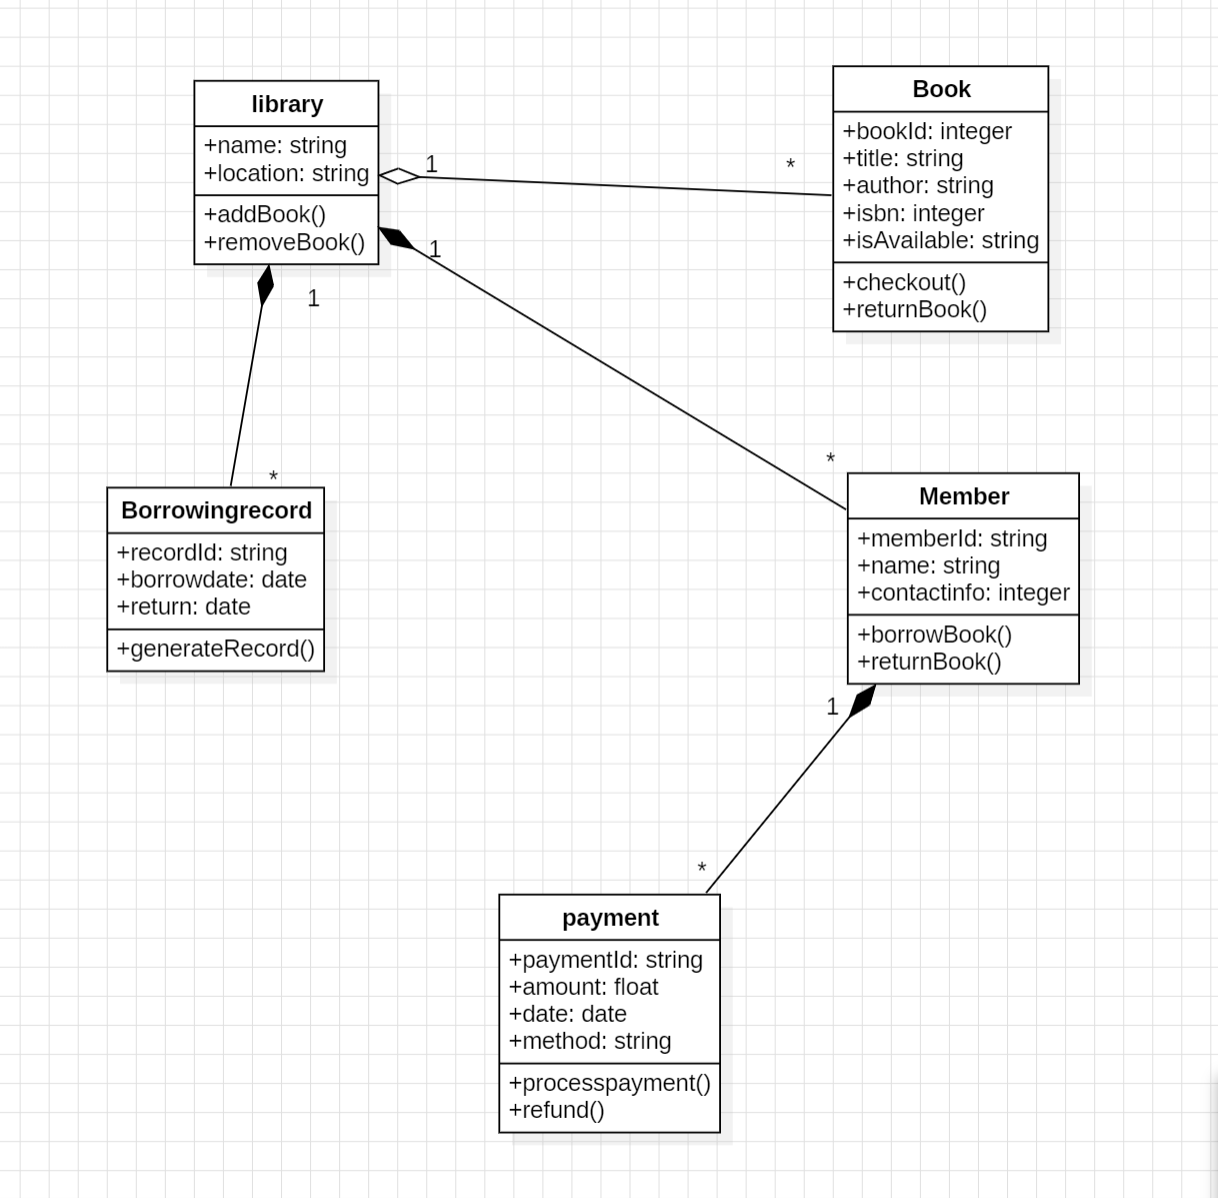 library
+name: string
+location: string
+addBook()
+removeBook()
1
*
1
1
Book
+bookId: integer
+title: string
+author: string
+isbn: integer
+isAvailable: string
+checkout()
+returnBook()
*
*
Borrowingrecord
+recordId: string
+borrowdate: date
+return: date
+generateRecord()
Member
+memberId: string
+name: string
+contactinfo: integer
+borrowBook()
+returnBook()
1
*
payment
+paymentId: string
+amount: float
+date: date
+method: string
+processpayment()
+refund()